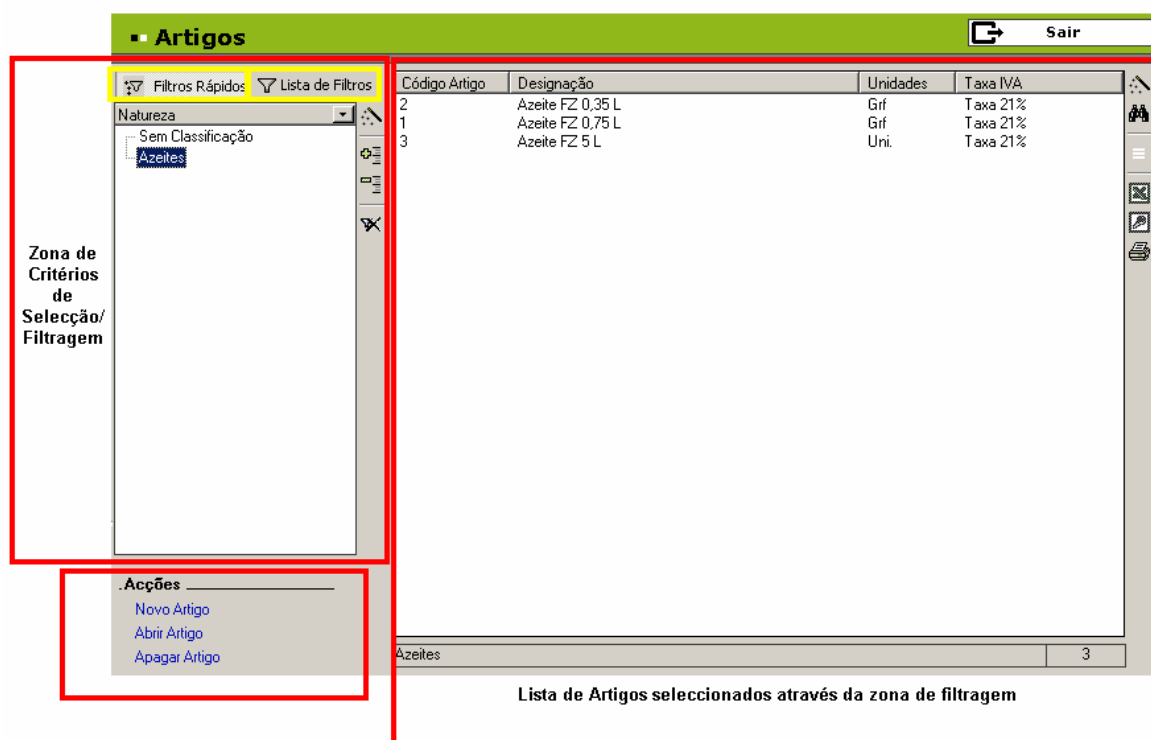 Artigos
Sair
Filtros Rápidos
Lista de Filtros
Natureza
Sem Classificação
Azeites
Zona de
Critérios
de
Selecção/
Filtragem
Código Artigo Designação Unidades Taxa IVA
2 Azeite FZ 0,35 L Grf Taxa 21%
1 Azeite FZ 0,75 L Grf Taxa 21%
3 Azeite FZ 5 L Uni. Taxa 21%
.Acções
Novo Artigo
Abrir Artigo
Apagar Artigo
Azeites 3
Lista de Artigos seleccionados através da zona de filtragem